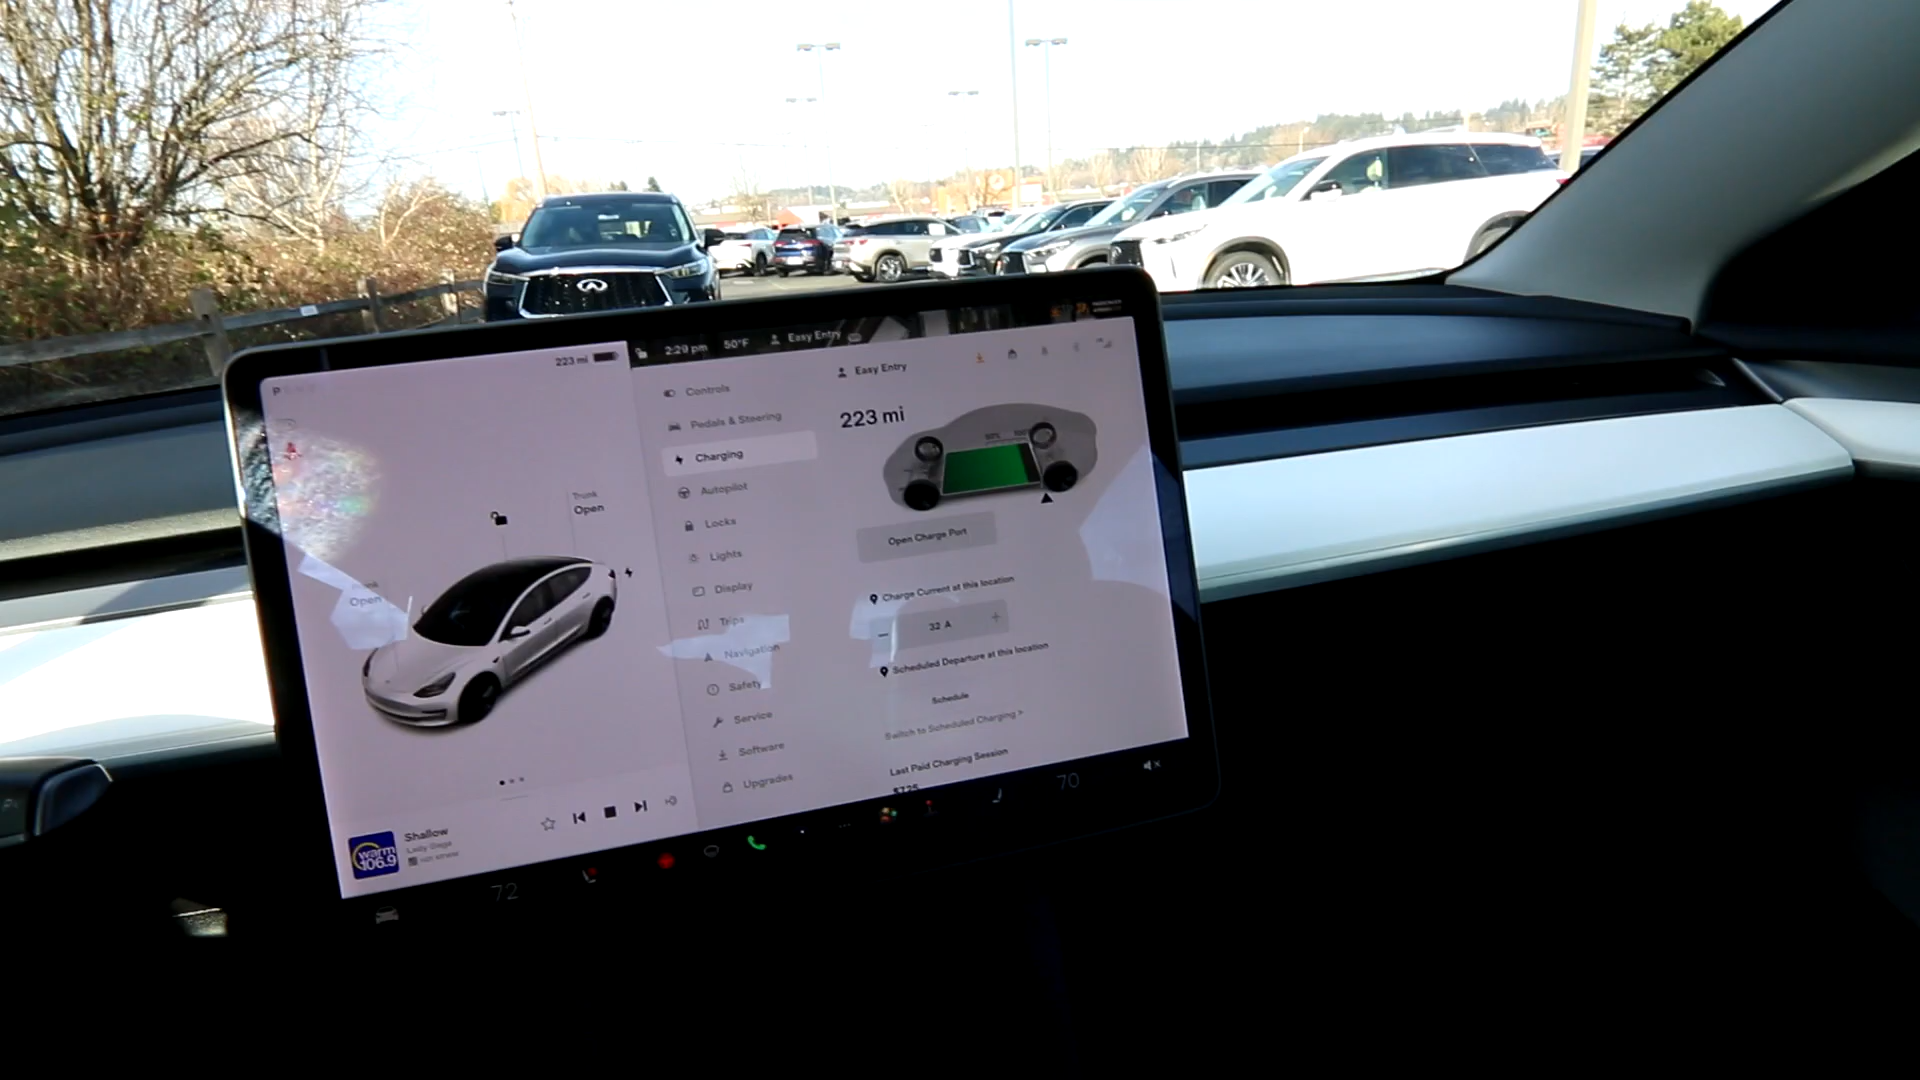 223 mi
2:29 pm 50°F Easy Entry
P
Trunk
Open
Open
Controls
Pedals & Steering
Charging
Autopilot
Locks
Lights
Display
Trips
Navigation
Safety
Service
Software
Upgrades
Easy Entry
223 mi
Open Charge Port
Charge Current at this location
32 A
Scheduled Departure at this location
Schedule
Switch to Scheduled Charging >
Last Paid Charging Session
warm
106.9
Shallow
Lady Gaga
72
70